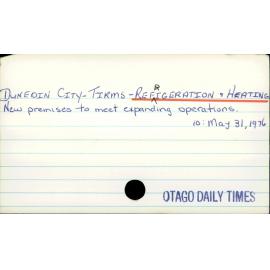 DUNEDIN CITY - FIRMS - REFRIGERATION & HEATING
New premises to meet expanding operations.
10: May 31, 1976
OTAGO DAILY TIMES